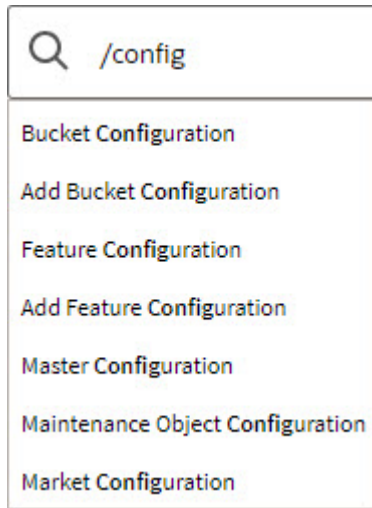 /config
Bucket Configuration
Add Bucket Configuration
Feature Configuration
Add Feature Configuration
Master Configuration
Maintenance Object Configuration
Market Configuration